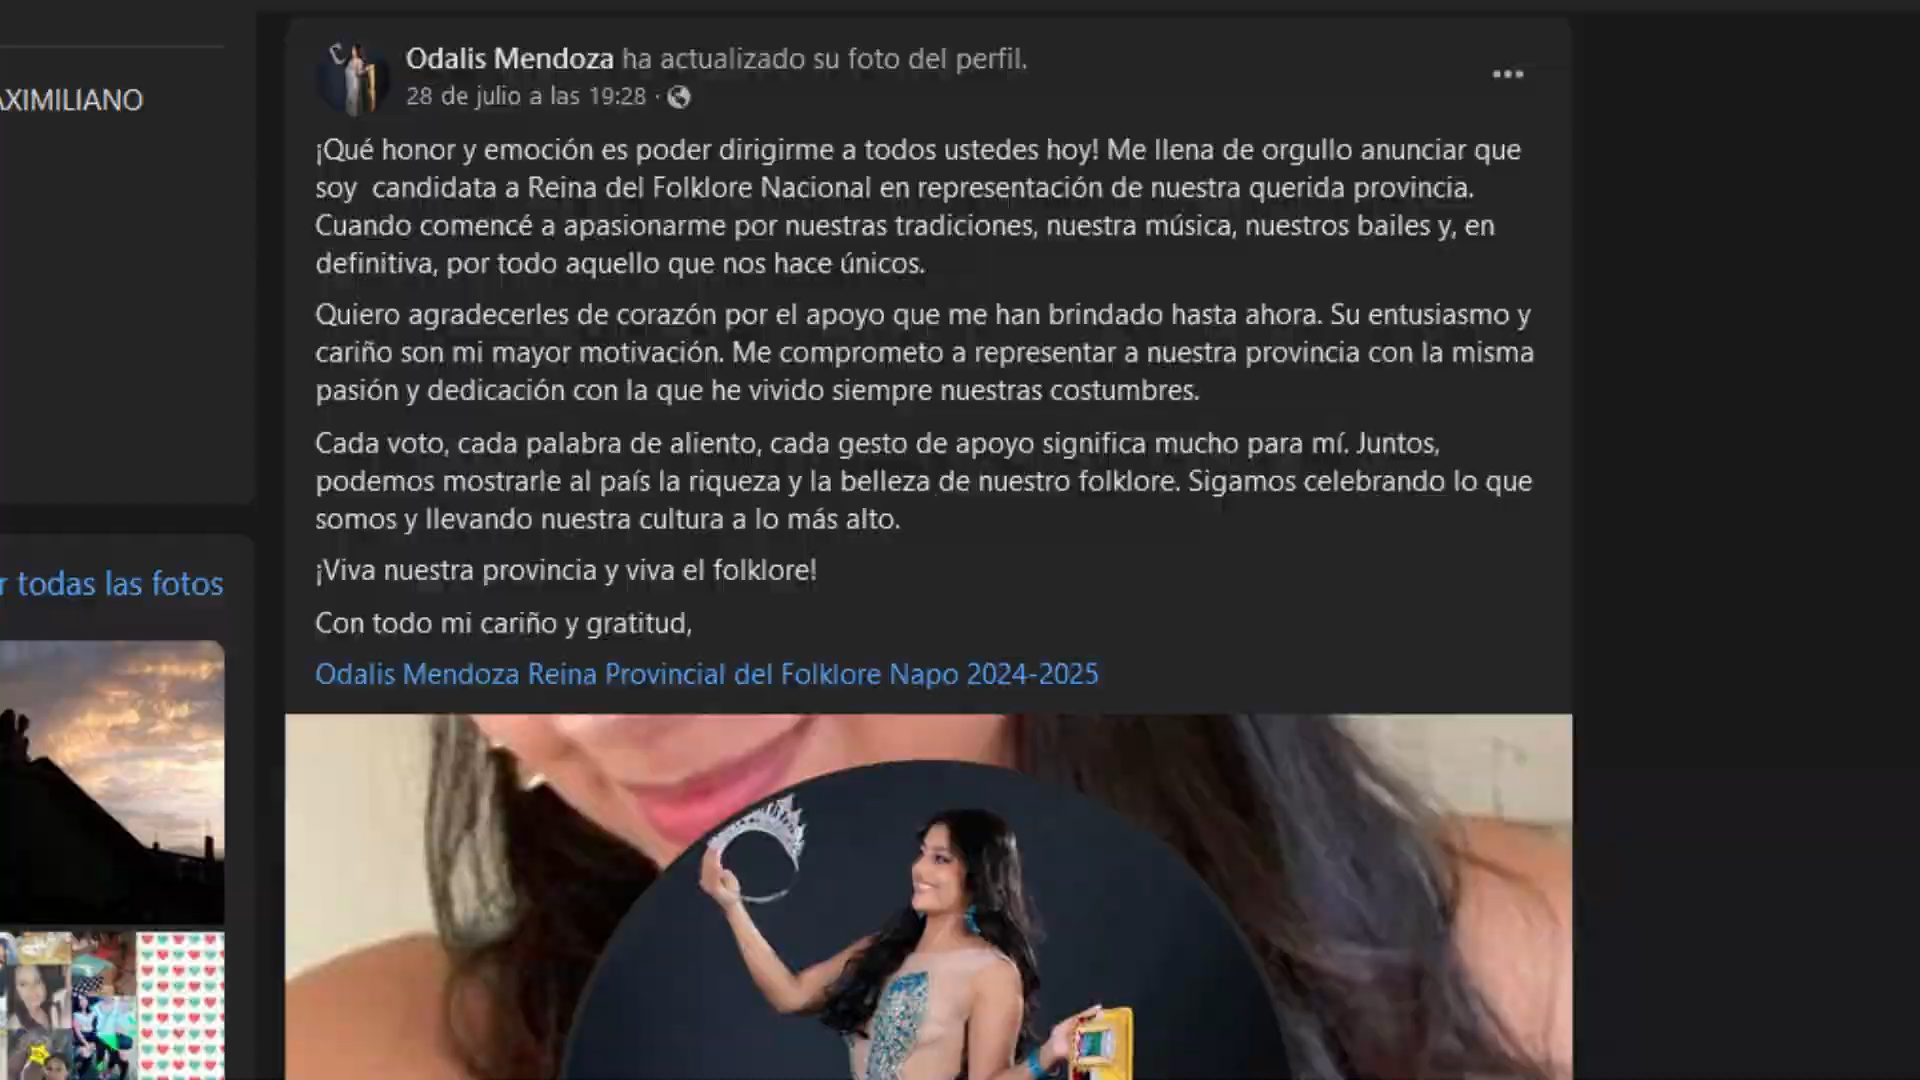 Odalis Mendoza ha actualizado su foto del perfil.
28 de julio a las 19:28 ·
AXIMILIANO
¡Qué honor y emoción es poder dirigirme a todos ustedes hoy! Me llena de orgullo anunciar que
soy candidata a Reina del Folklore Nacional en representación de nuestra querida provincia.
Cuando comencé a apasionarme por nuestras tradiciones, nuestra música, nuestros bailes y, en
definitiva, por todo aquello que nos hace únicos.
Quiero agradecerles de corazón por el apoyo que me han brindado hasta ahora. Su entusiasmo y
cariño son mi mayor motivación. Me comprometo a representar a nuestra provincia con la misma
pasión y dedicación con la que he vivido siempre nuestras costumbres.
Cada voto, cada palabra de aliento, cada gesto de apoyo significa mucho para mí. Juntos,
podemos mostrarle al país la riqueza y la belleza de nuestro folklore. Sigamos celebrando lo que
somos y llevando nuestra cultura a lo más alto.
¡Viva nuestra provincia y viva el folklore!
Con todo mi cariño y gratitud,
Odalis Mendoza Reina Provincial del Folklore Napo 2024-2025
r todas las fotos